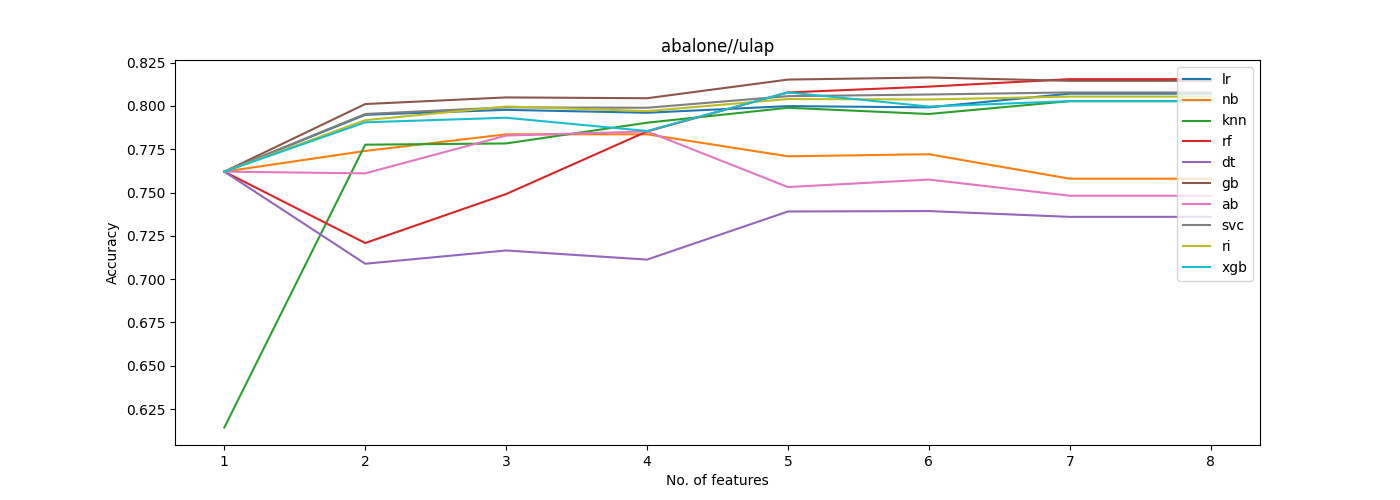 abalone//ulap
Accuracy
0.825
0.800
0.775
0.750
0.725
0.700
0.675
0.650
0.625
lr
nb
knn
rf
dt
gb
ab
svc
ri
xgb
1 2 3 4 5 6 7 8
No. of features